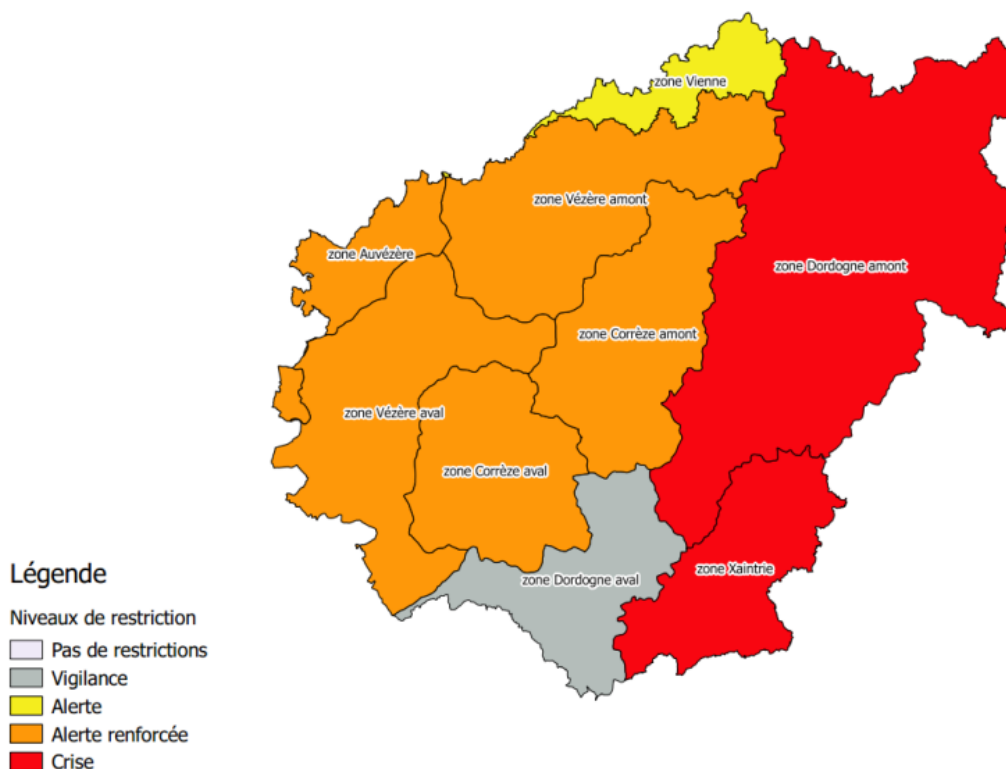 zone Vienne
zone Vézère amont
zone Auvézère
zone Dordogne amont
zone Corrèze amont
zone Vézère aval
zone Corrèze aval
zone Xaintrie
zone Dordogne aval
Légende
Niveaux de restriction
Pas de restrictions
Vigilance
Alerte
Alerte renforcée
Crise